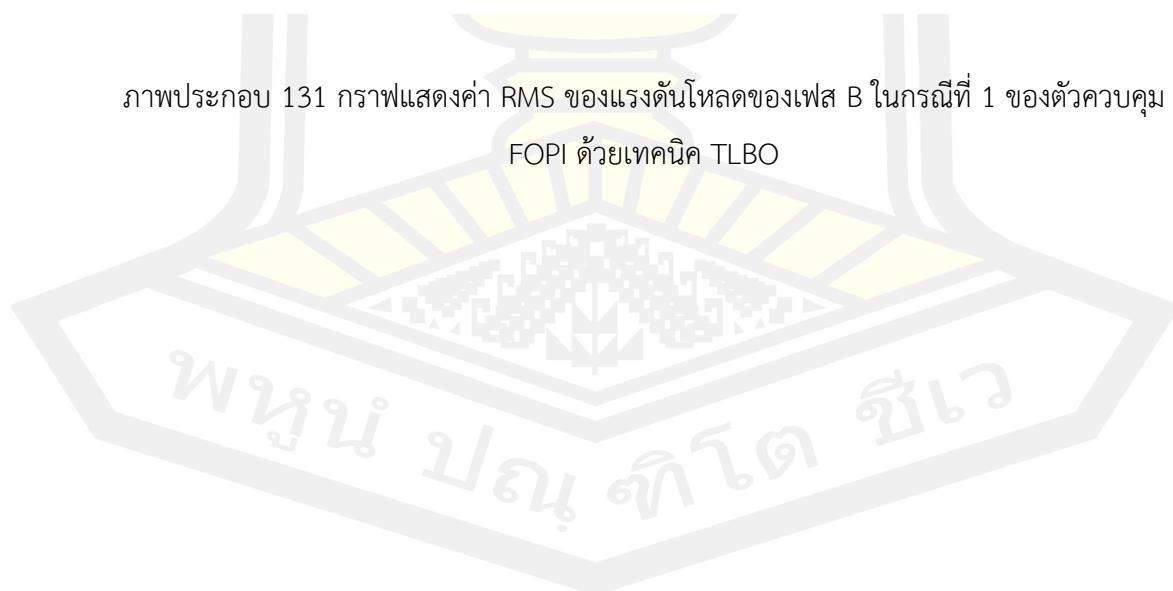 ภาพประกอบ 131 กราฟแสดงค่า RMS ของแรงดันโหลดของเฟส B ในกรณีที่ 1 ของตัวควบคุม
FOPI ด้วยเทคนิค TLBO
พหูนํ ปณฺฑิโต ชีเว